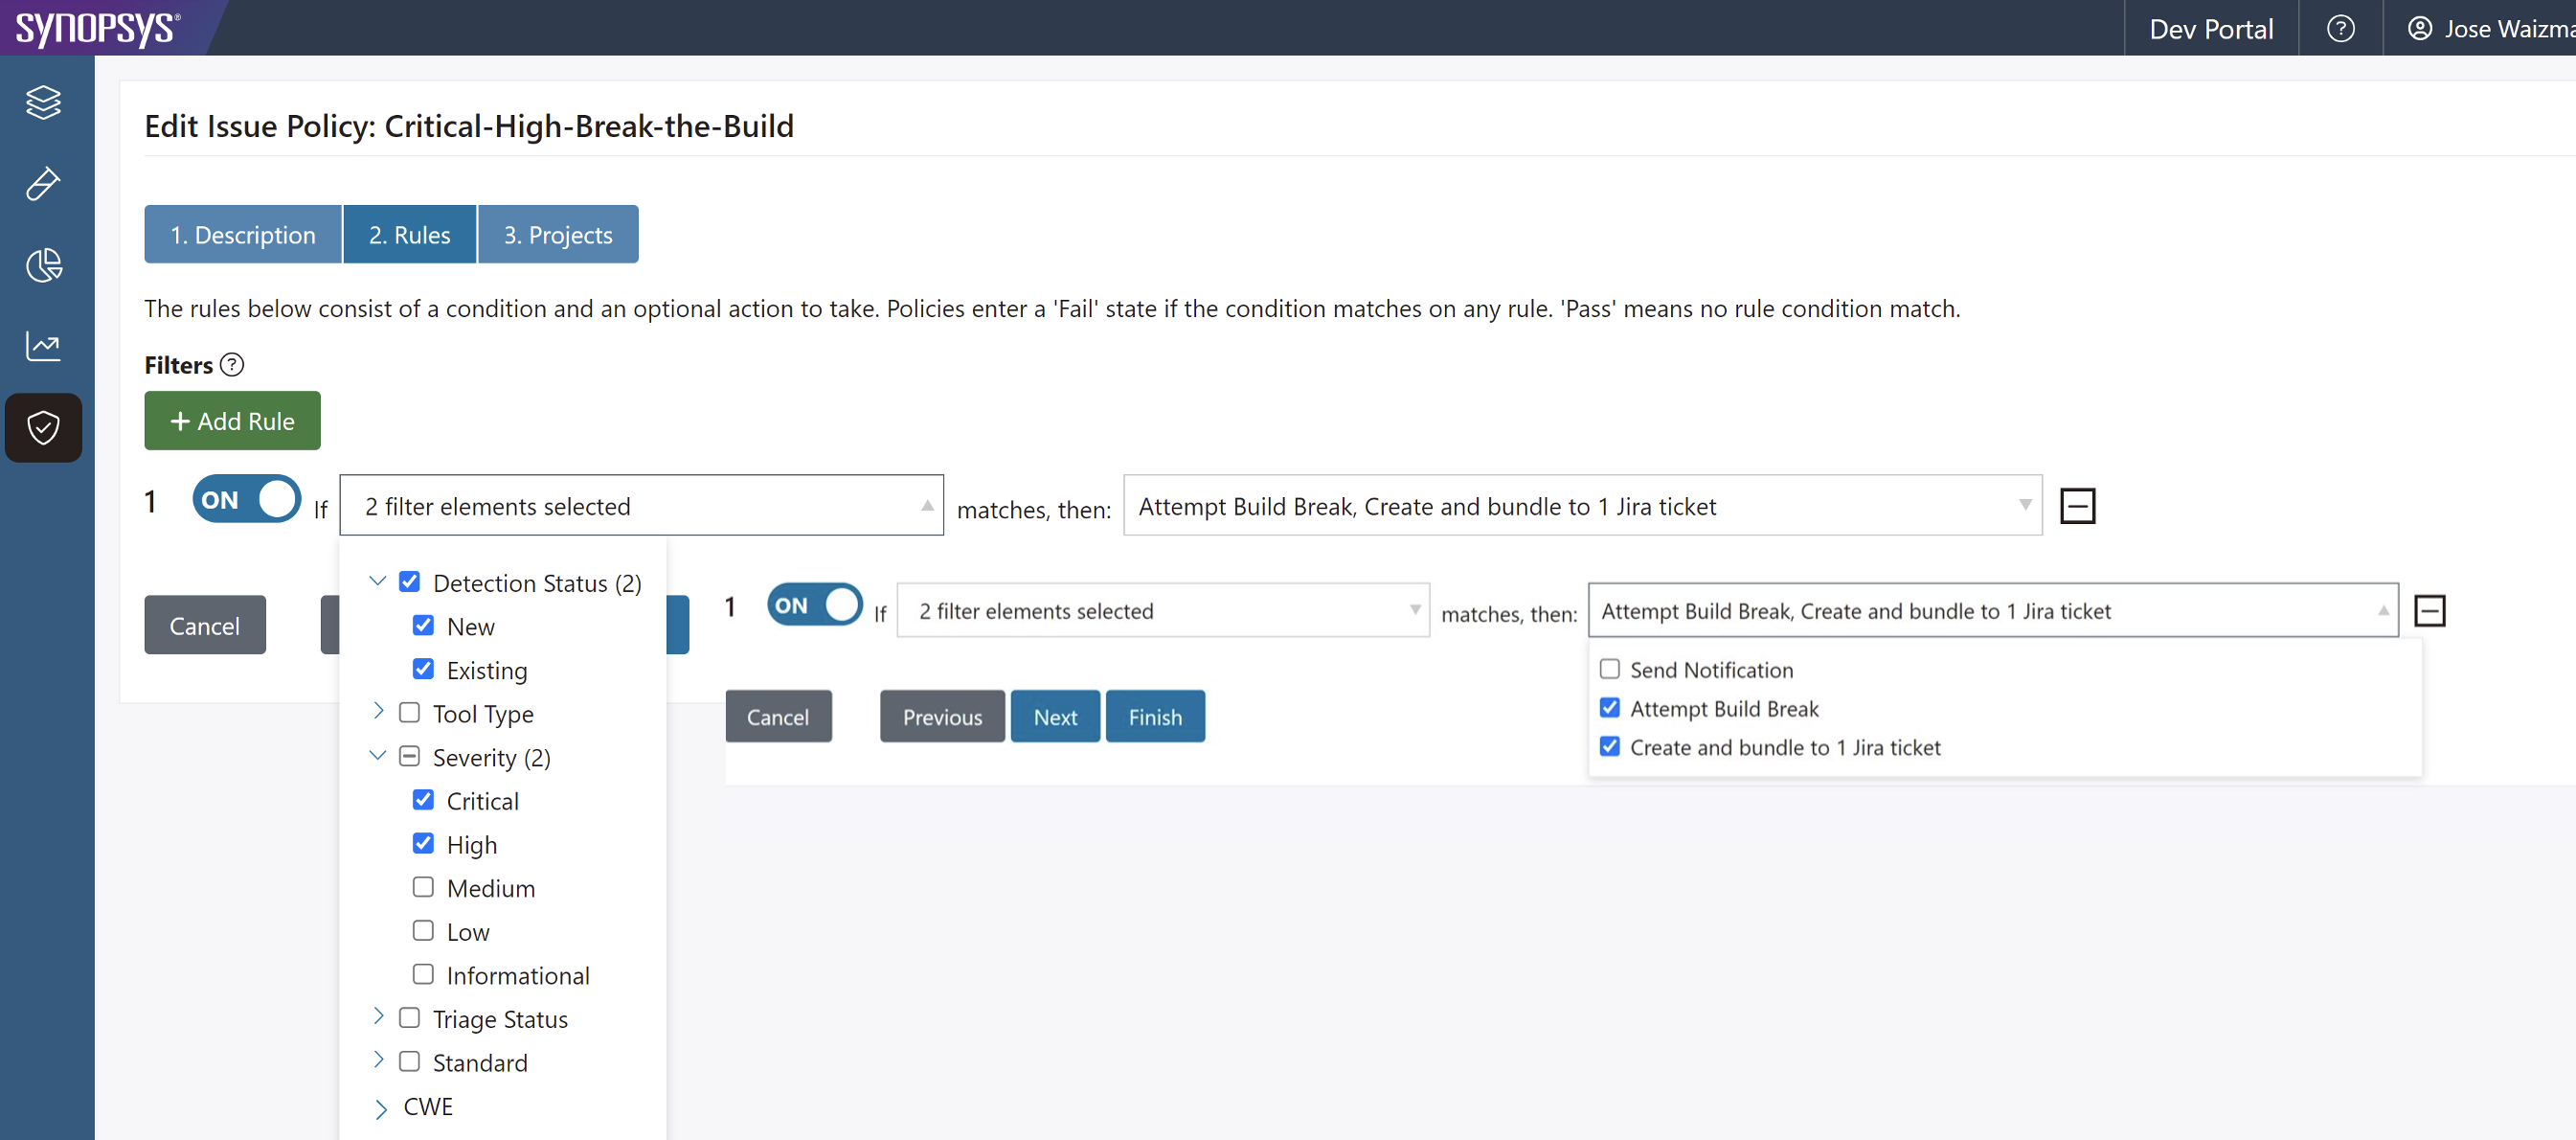 SYNOPSYS®
Dev Portal
Jose Waizma
Edit Issue Policy: Critical-High-Break-the-Build
1. Description
2. Rules
3. Projects
The rules below consist of a condition and an optional action to take. Policies enter a 'Fail' state if the condition matches on any rule. 'Pass' means no rule condition match.
Filters ?
+ Add Rule
1 ON If 2 filter elements selected matches, then: Attempt Build Break, Create and bundle to 1 Jira ticket
Detection Status (2)
New
Existing
Tool Type
Severity (2)
Critical
High
Medium
Low
Informational
Triage Status
Standard
CWE
Cancel
1 ON If 2 filter elements selected matches, then: Attempt Build Break, Create and bundle to 1 Jira ticket
Send Notification
Attempt Build Break
Create and bundle to 1 Jira ticket
Cancel
Previous
Next
Finish